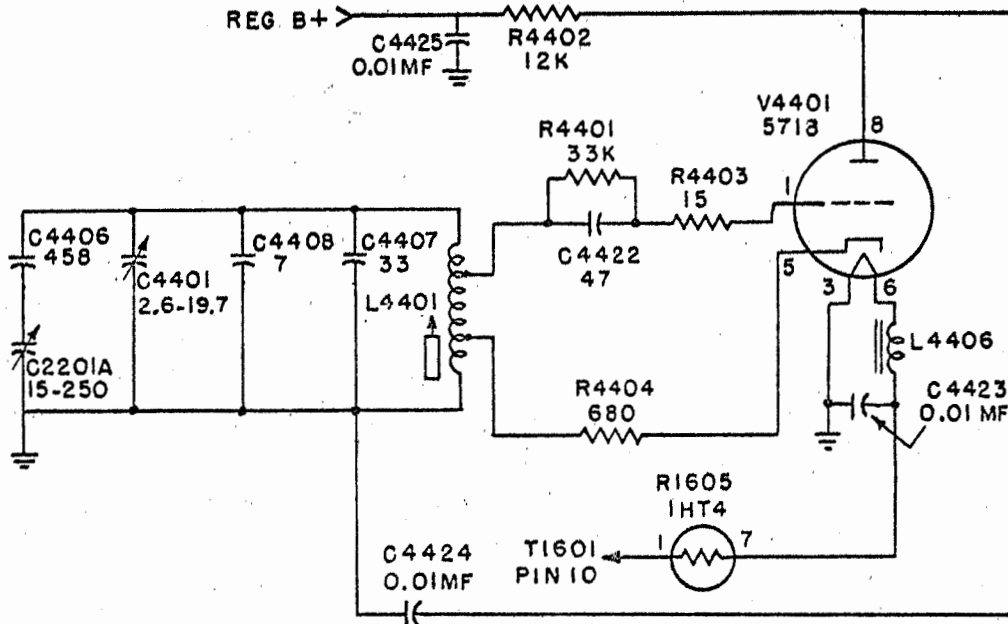 REG. B+
C4425
0.01MF
R4402
12K
V4401
5718
8
R4401
33K
R4403
15
1
C4422
47
5
3
6
C4406
458
C4401
2.6-19.7
C4408
7
C4407
33
L4401
C2201A
15-250
R4404
680
L4406
C4423
0.01 MF
R1605
1HT4
1
7
T1601
PIN 10
C4424
0.01MF